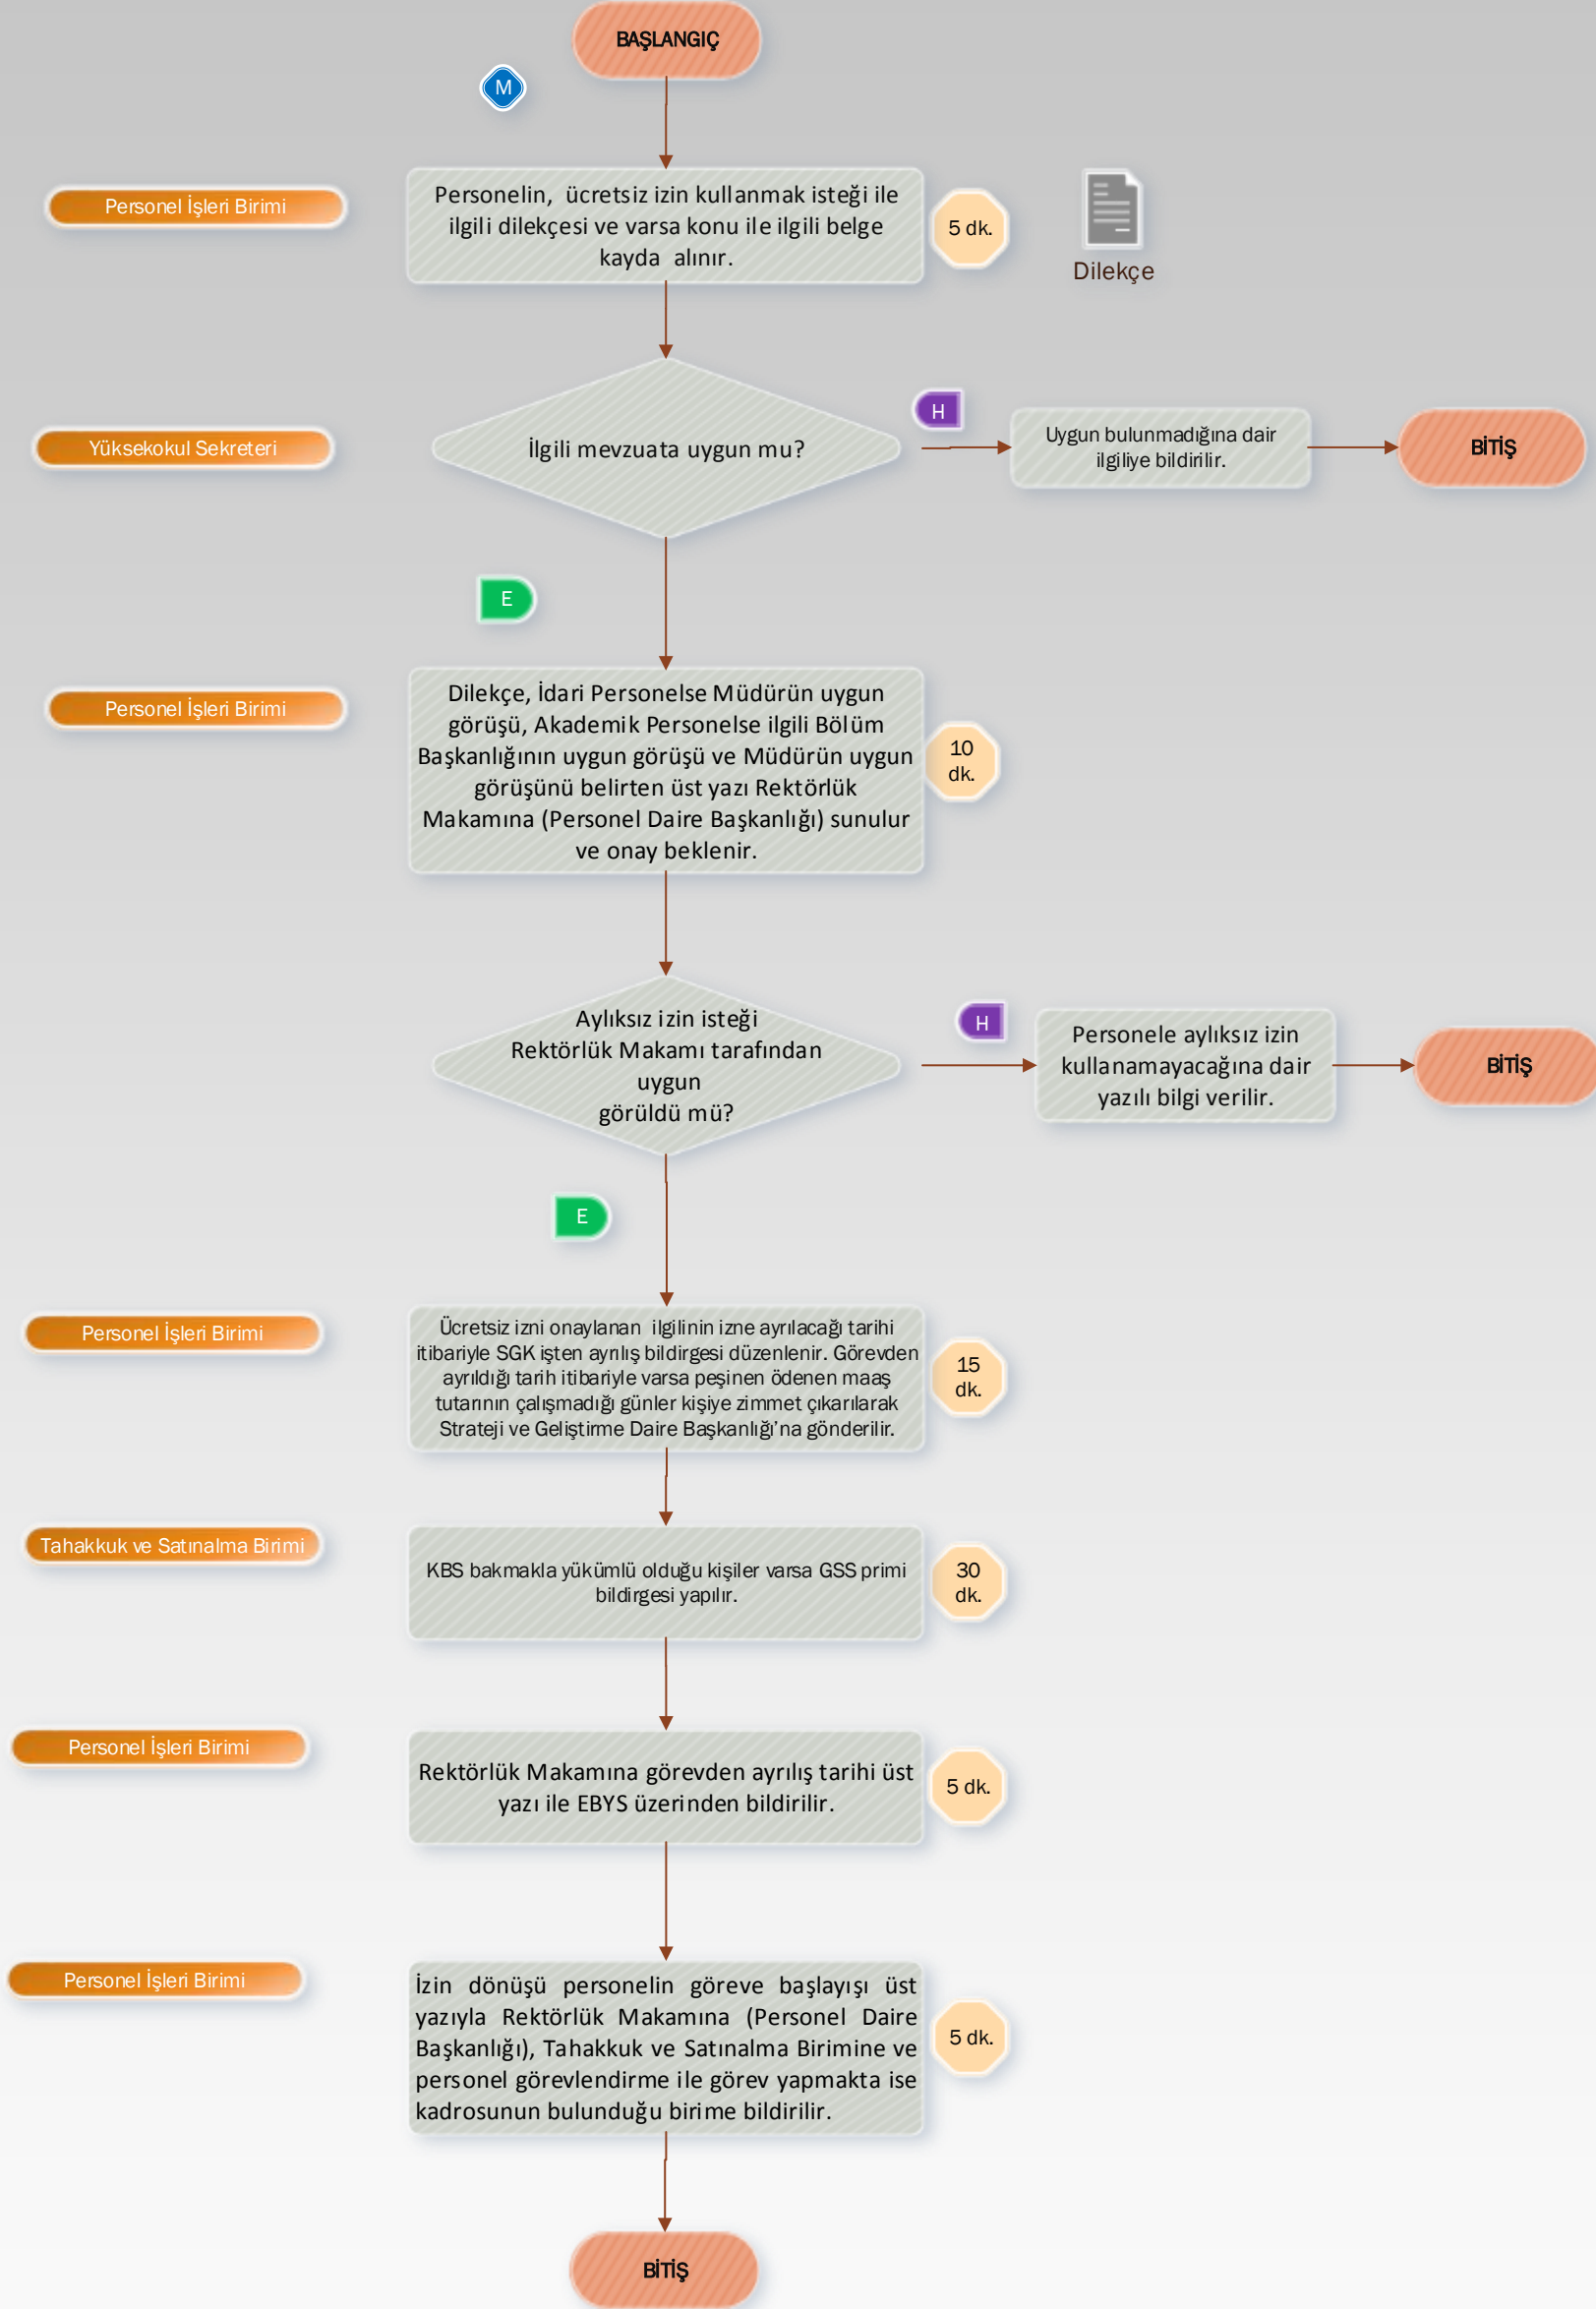 BAŞLANGIÇ
M
Personel İşleri Birimi
Personelin, ücretsiz izin kullanmak isteği ile
ilgili dilekçesi ve varsa konu ile ilgili belge
kayda alınır.
5 dk.
Dilekçe
Yüksekokul Sekreteri
İlgili mevzuata uygun mu?
H
Uygun bulunmadığına dair
ilgiliye bildirilir.
BİTİŞ
E
Personel İşleri Birimi
Dilekçe, İdari Personelse Müdürün uygun
görüşü, Akademik Personelse ilgili Bölüm
Başkanlığının uygun görüşü ve Müdürün uygun
görüşünü belirten üst yazı Rektörlük
Makamına (Personel Daire Başkanlığı) sunulur
ve onay beklenir.
10
dk.
Aylıksız izin isteği
Rektörlük Makamı tarafından
uygun
görüldü mü?
H
Personele aylıksız izin
kullanamayacağına dair
yazılı bilgi verilir.
BİTİŞ
E
Personel İşleri Birimi
Ücretsiz izni onaylanan ilgilinin izne ayrılacağı tarihi
itibariyle SGK işten ayrılış bildirgesi düzenlenir. Görevden
ayrıldığı tarih itibariyle varsa peşinen ödenen maaş
tutarının çalışmadığı günler kişiye zimmet çıkarılarak
Strateji ve Geliştirme Daire Başkanlığı’na gönderilir.
15
dk.
Tahakkuk ve Satınalma Birimi
KBS bakmakla yükümlü olduğu kişiler varsa GSS primi
bildirgesi yapılır.
30
dk.
Personel İşleri Birimi
Rektörlük Makamına görevden ayrılış tarihi üst
yazı ile EBYS üzerinden bildirilir.
5 dk.
Personel İşleri Birimi
İzin dönüşü personelin göreve başlayışı üst
yazıyla Rektörlük Makamına (Personel Daire
Başkanlığı), Tahakkuk ve Satınalma Birimine ve
personel görevlendirme ile görev yapmakta ise
kadrosunun bulunduğu birime bildirilir.
5 dk.
BİTİŞ